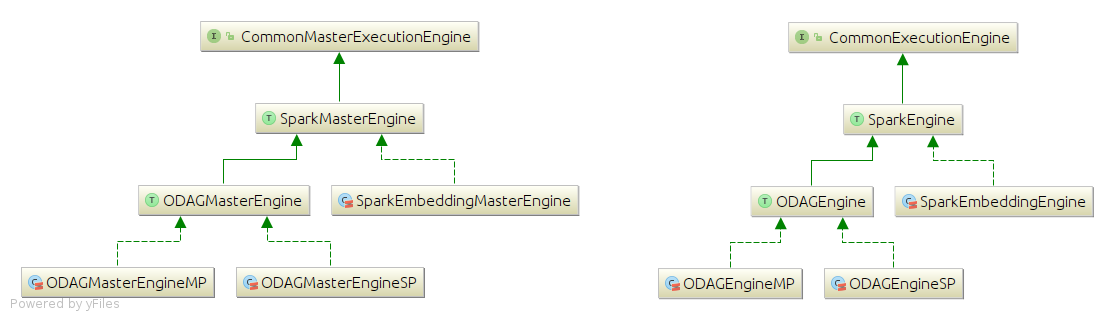 CommonMasterExecutionEngine
CommonExecutionEngine
SparkMasterEngine
SparkEngine
ODAGMasterEngine
SparkEmbeddingMasterEngine
ODAGEngine
SparkEmbeddingEngine
ODAGMasterEngineMP
ODAGMasterEngineSP
ODAGEngineMP
ODAGEngineSP
Powered by yFiles